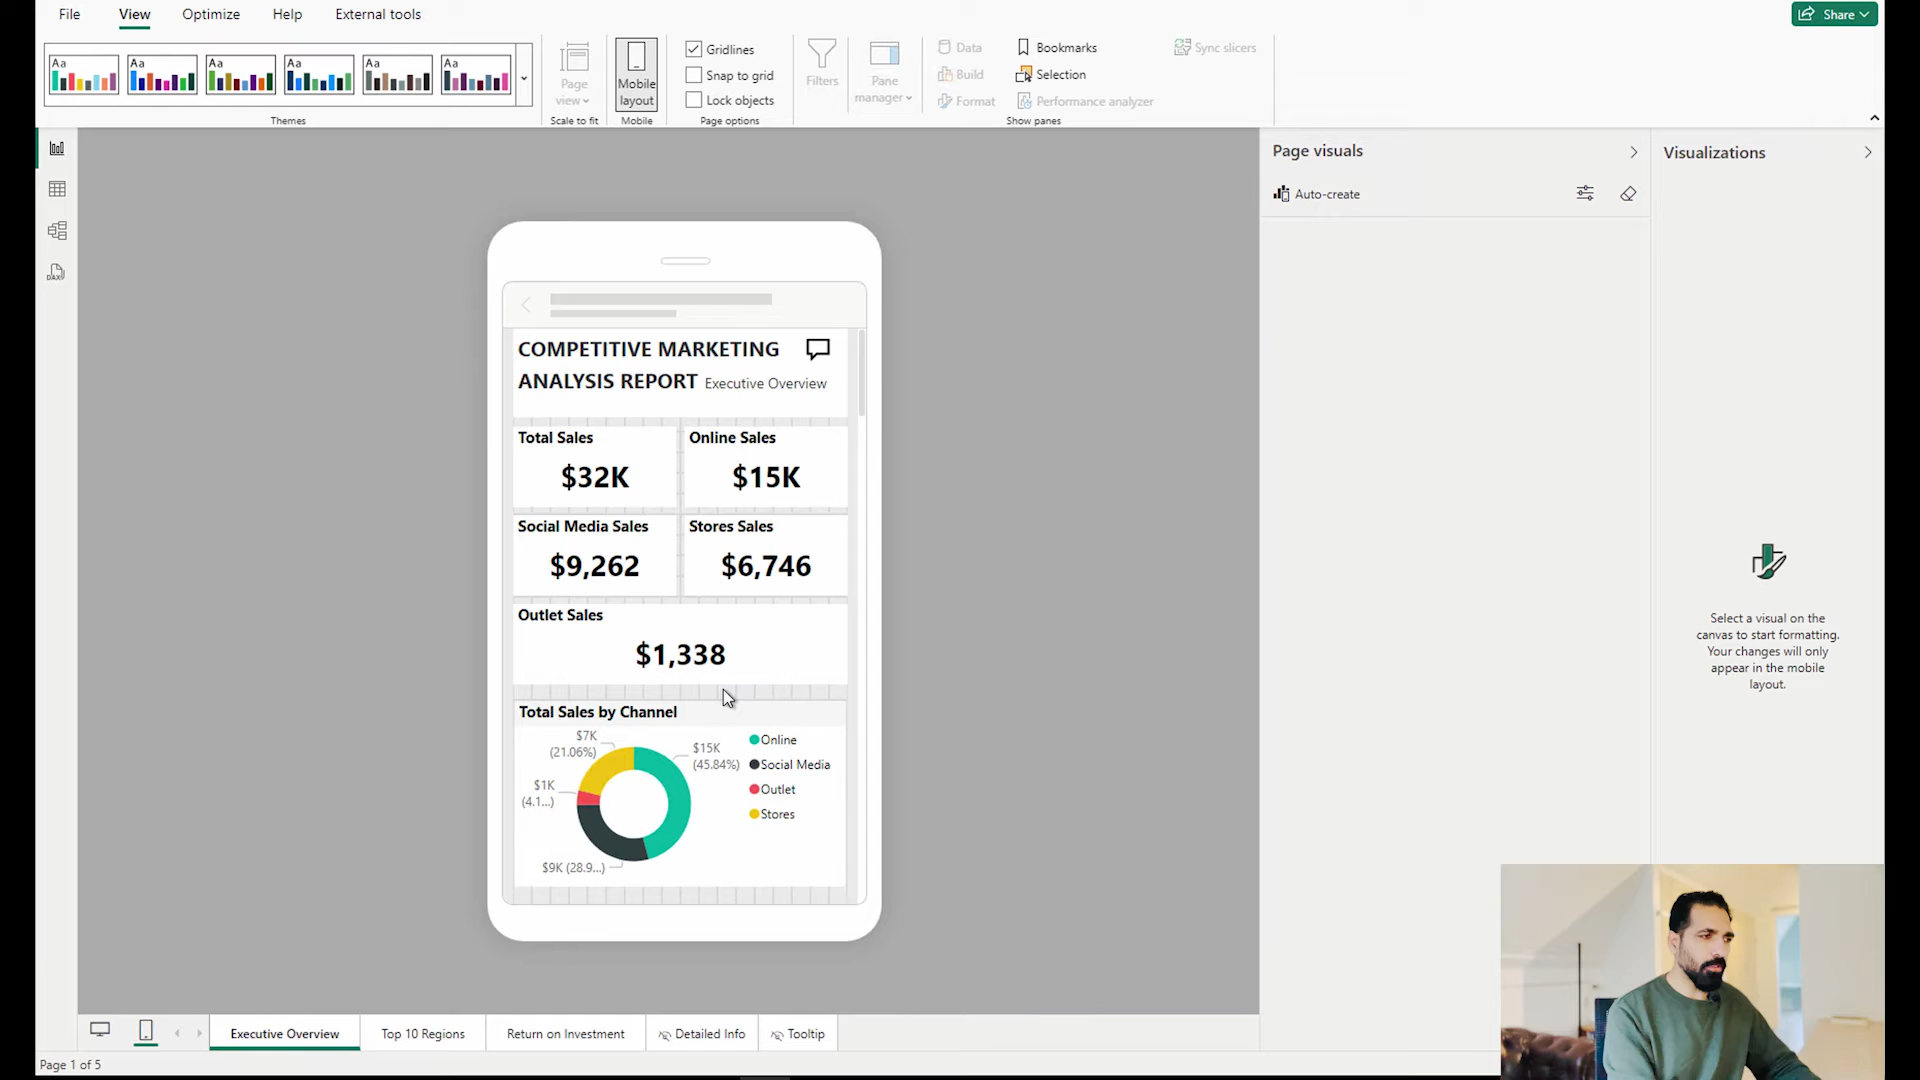 File View Optimize Help External tools
Share
Aa Aa Aa Aa Aa Aa
Page view
Mobile layout
Gridlines
Snap to grid
Lock objects
Filters
Pane manager
Data
Build
Format
Bookmarks
Selection
Performance analyzer
Sync slicers
Themes Scale to fit Mobile Page options Show panes
DAX
Page visuals
Auto-create
Visualizations
Select a visual on the
canvas to start formatting.
Your changes will only
appear in the mobile
layout.
COMPETITIVE MARKETING
ANALYSIS REPORT Executive Overview
Total Sales Online Sales
$32K $15K
Social Media Sales Stores Sales
$9,262 $6,746
Outlet Sales
$1,338
Total Sales by Channel
$7K
(21.06%)
$15K
(45.84%)
$1K
(4.1...)
$9K (28.9...)
Online
Social Media
Outlet
Stores
Executive Overview Top 10 Regions Return on Investment Detailed Info Tooltip
Page 1 of 5